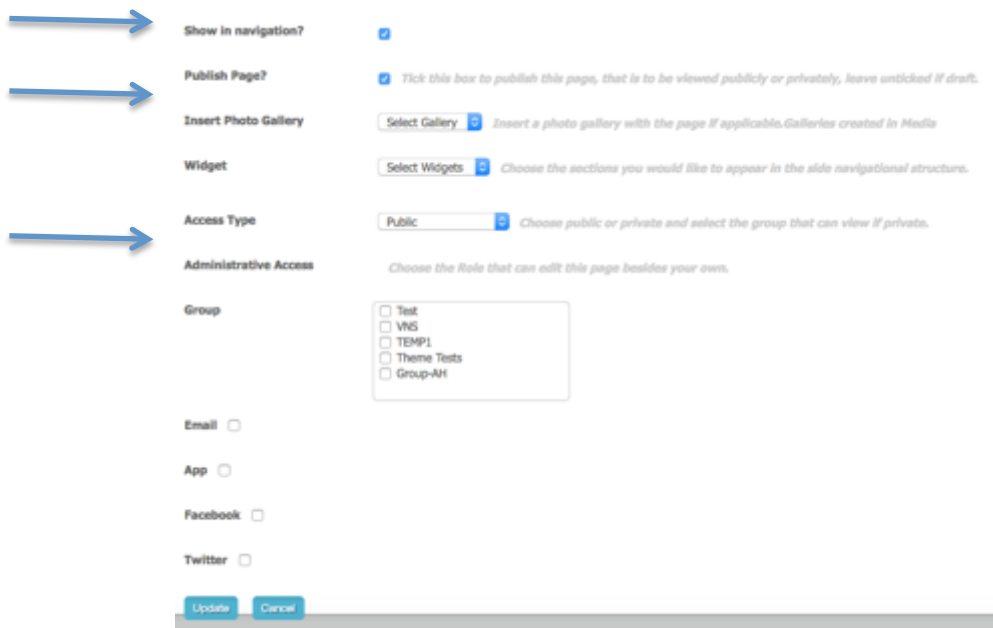 Show in navigation?
Publish Page? Tick this box to publish this page, that is to be viewed publicly or privately, leave unticked if draft.
Insert Photo Gallery Select Gallery Insert a photo gallery with the page if applicable.Galleries created in Media
Widget Select Widgets Choose the sections you would like to appear in the side navigational structure.
Access Type Public Choose public or private and select the group that can view if private.
Administrative Access Choose the Role that can edit this page besides your own.
Group Test
VNS
TEMP1
Theme Tests
Group-AH
Email
App
Facebook
Twitter
Update Cancel